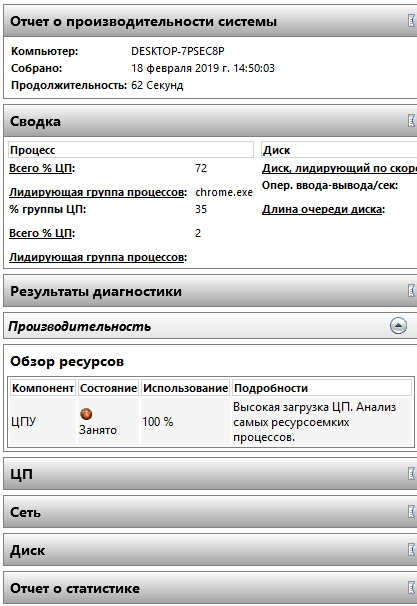 Отчет о производительности системы
Компьютер: DESKTOP-7PSEC8P
Собрано: 18 февраля 2019 г. 14:50:03
Продолжительность: 62 Секунд
Сводка
Процесс
Всего % ЦП: 72
Лидирующая группа процессов: chrome.exe
% группы ЦП: 35
Всего % ЦП: 2
Лидирующая группа процессов:
Диск
Диск, лидирующий по скоро
Опер. ввода-вывода/сек:
Длина очереди диска:
Результаты диагностики
Производительность
Обзор ресурсов
Компонент Состояние Использование Подробности
ЦПУ Занято 100 % Высокая загрузка ЦП. Анализ
самых ресурсоемких
процессов.
ЦП
Сеть
Диск
Отчет о статистике